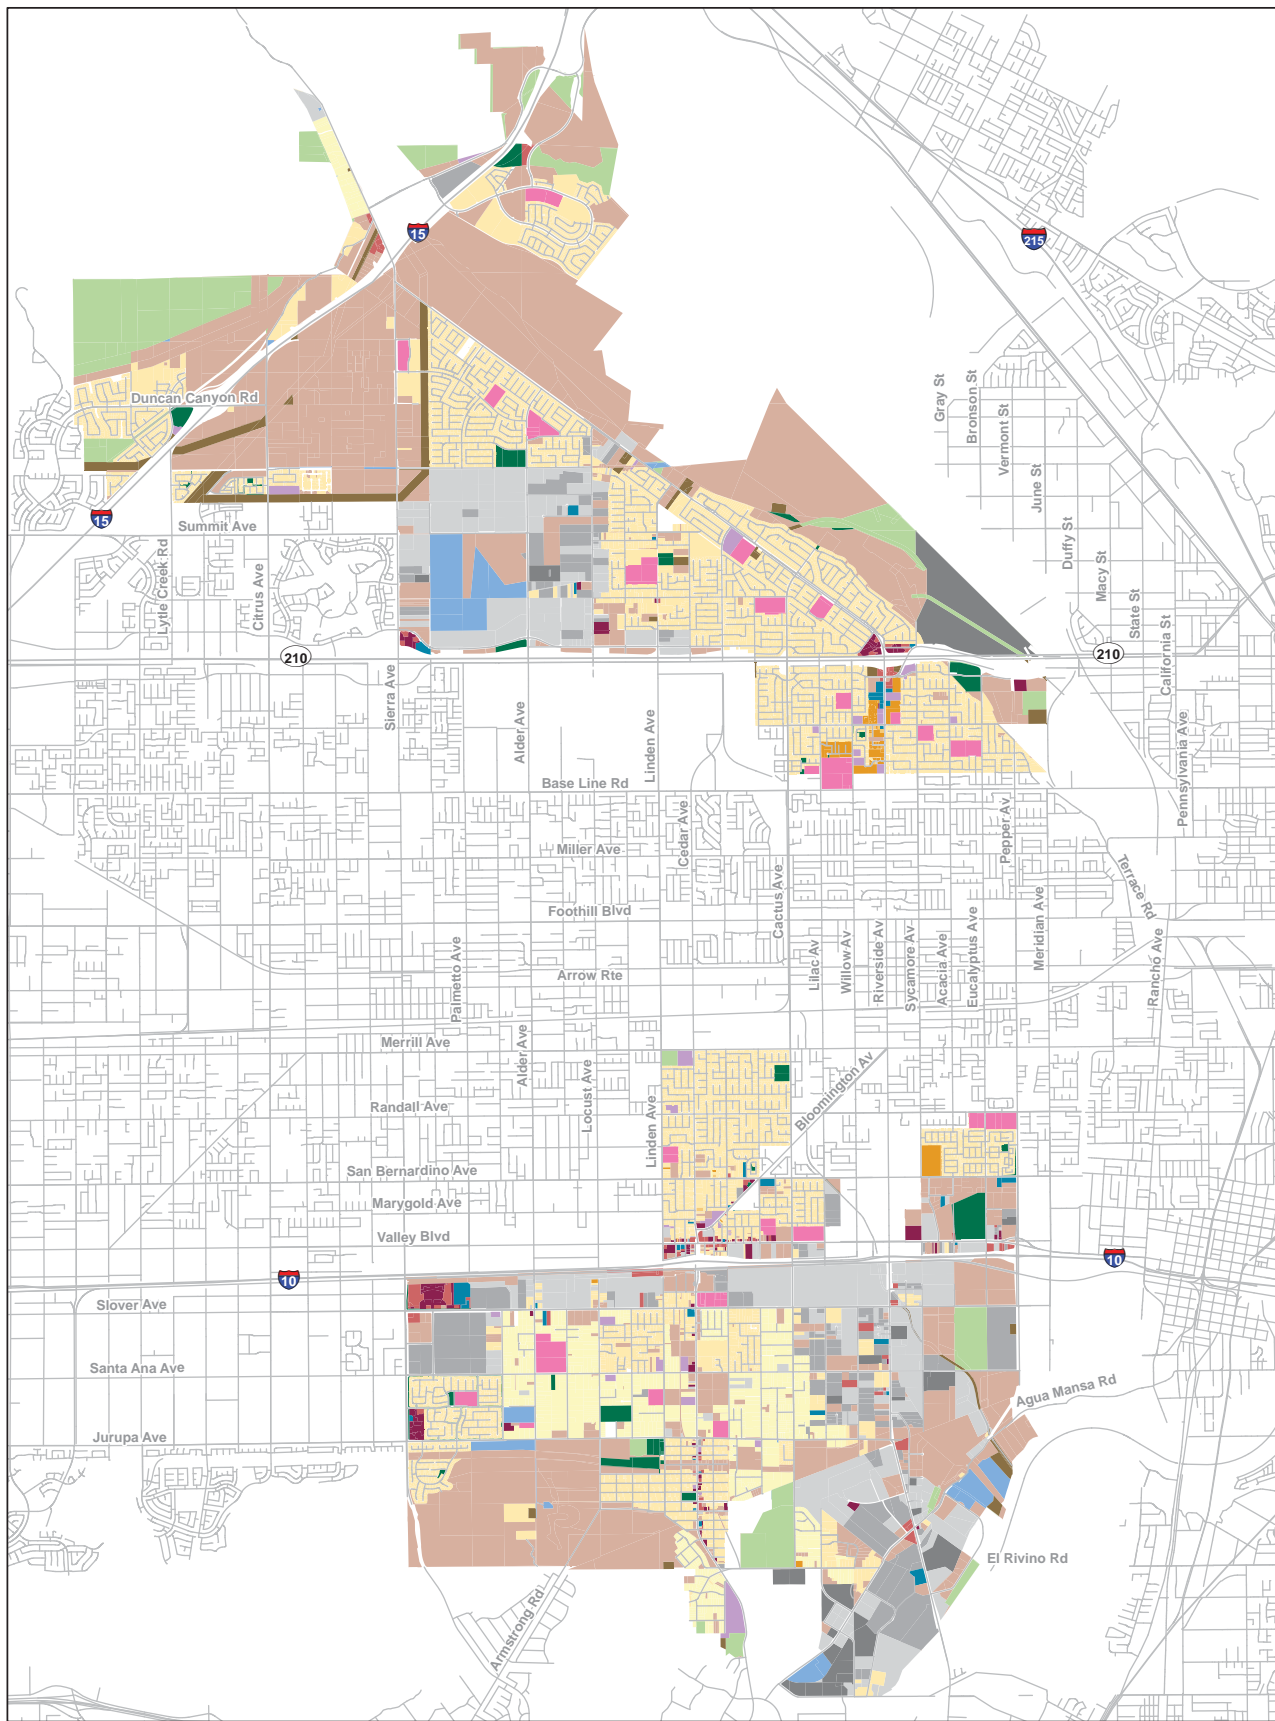 15
215
Duncan Canyon Rd
Gray St
Bronson St
Vermont St
June St
15
Summit Ave
Lytle Creek Rd
Citrus Ave
Duffy St
Macy St
State St
California St
210
210
Sierra Ave
Alder Ave
Linden Ave
Pennsylvania Ave
Base Line Rd
Cedar Ave
Pepper Av
Miller Ave
Terrace Rd
Cactus Ave
Foothill Blvd
Lilac Av
Willow Av
Riverside Av
Sycamore Av
Acacia Ave
Eucalyptus Ave
Meridian Ave
Rancho Ave
Palmetto Ave
Arrow Rte
Merrill Ave
Alder Ave
Locust Ave
Linden Ave
Bloomington Av
Randall Ave
San Bernardino Ave
Marygold Ave
Valley Blvd
10
10
Slover Ave
Santa Ana Ave
Agua Mansa Rd
Jurupa Ave
El Rivino Rd
Armstrong Rd